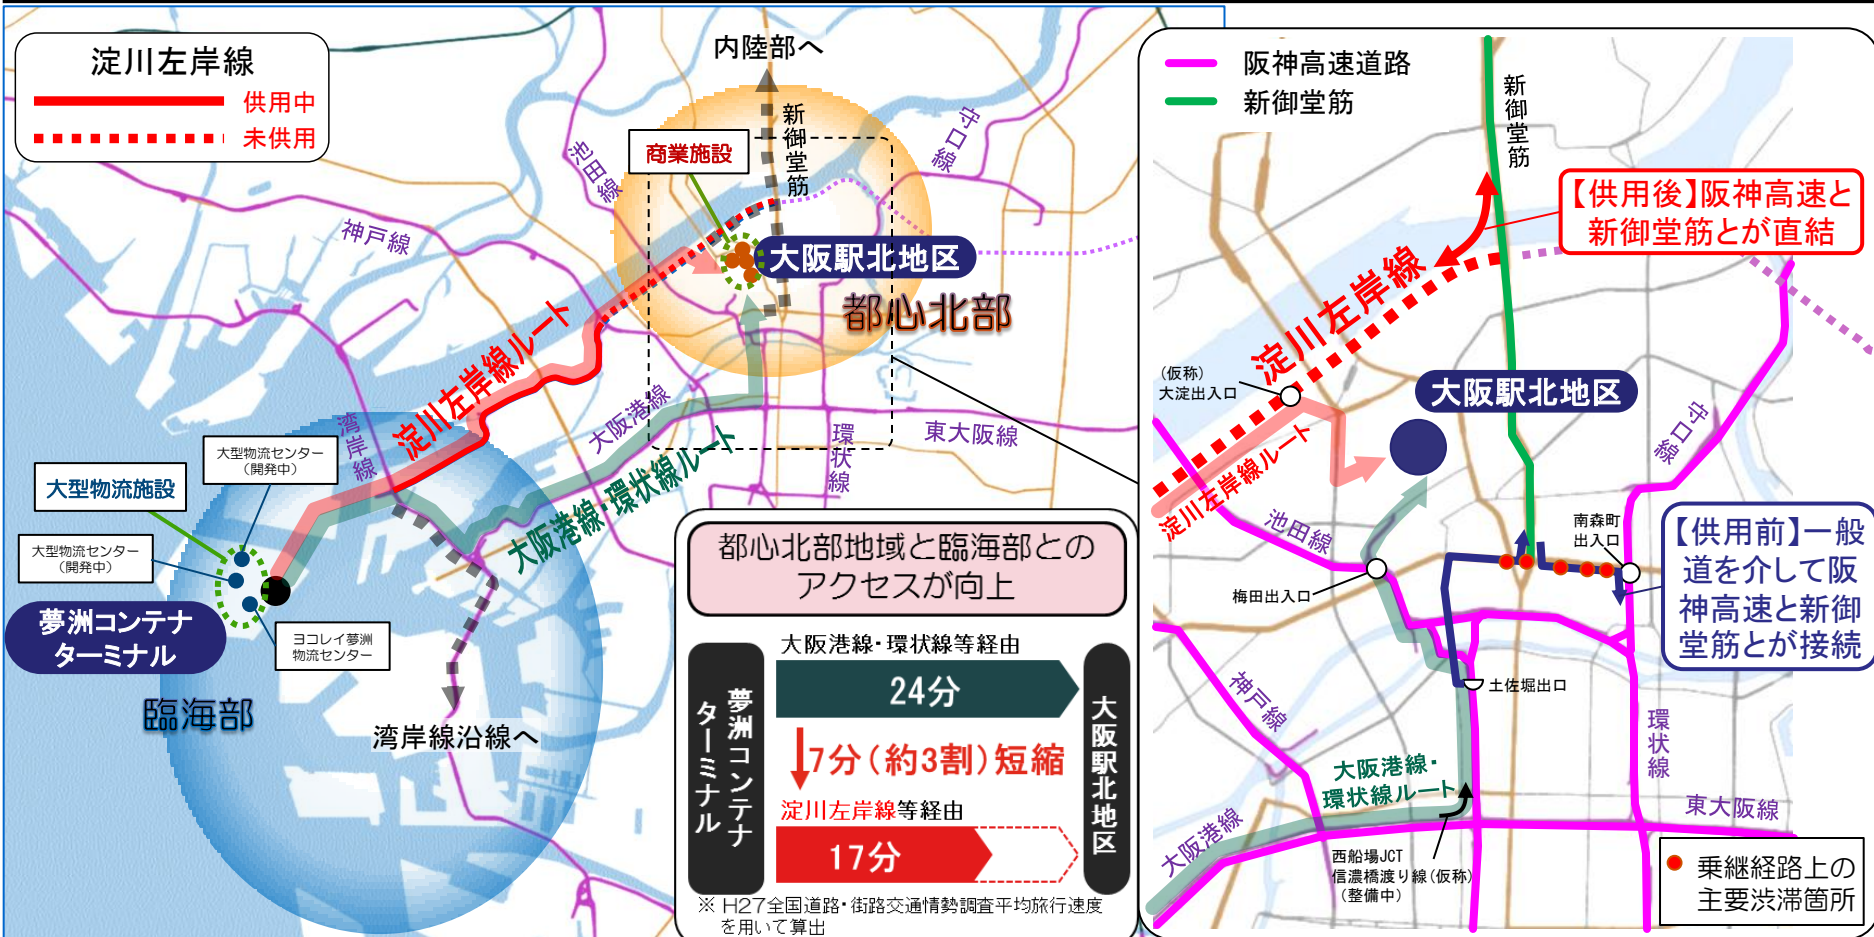 淀川左岸線
供用中
未供用
内陸部へ
新御堂筋
守口線
池田線
商業施設
神戸線
大阪駅北地区
都心北部
淀川左岸線ルート
湾岸線
大阪港線
大阪港線・環状線ルート
環状線
東大阪線
大型物流センター
(開発中)
大型物流施設
大型物流センター
(開発中)
夢洲コンテナ
ターミナル
ヨコレイ夢洲
物流センター
臨海部
湾岸線沿線へ
都心北部地域と臨海部との
アクセスが向上
夢洲コンテナ
ターミナル
大阪港線・環状線等経由
24分
7分(約3割)短縮
淀川左岸線等経由
17分
大阪駅北地区
※ H27全国道路・街路交通情勢調査平均旅行速度
を用いて算出
阪神高速道路
新御堂筋
新御堂筋
【供用後】阪神高速と
新御堂筋とが直結
淀川左岸線
(仮称)
大淀出入口
大阪駅北地区
守口線
淀川左岸線ルート
池田線
南森町
出入口
【供用前】一般
道を介して阪
神高速と新御
堂筋とが接続
梅田出入口
土佐堀出口
神戸線
環状線
大阪港線・
環状線ルート
東大阪線
大阪港線
西船場JCT
信濃橋渡り線(仮称)
(整備中)
乗継経路上の
主要渋滞箇所